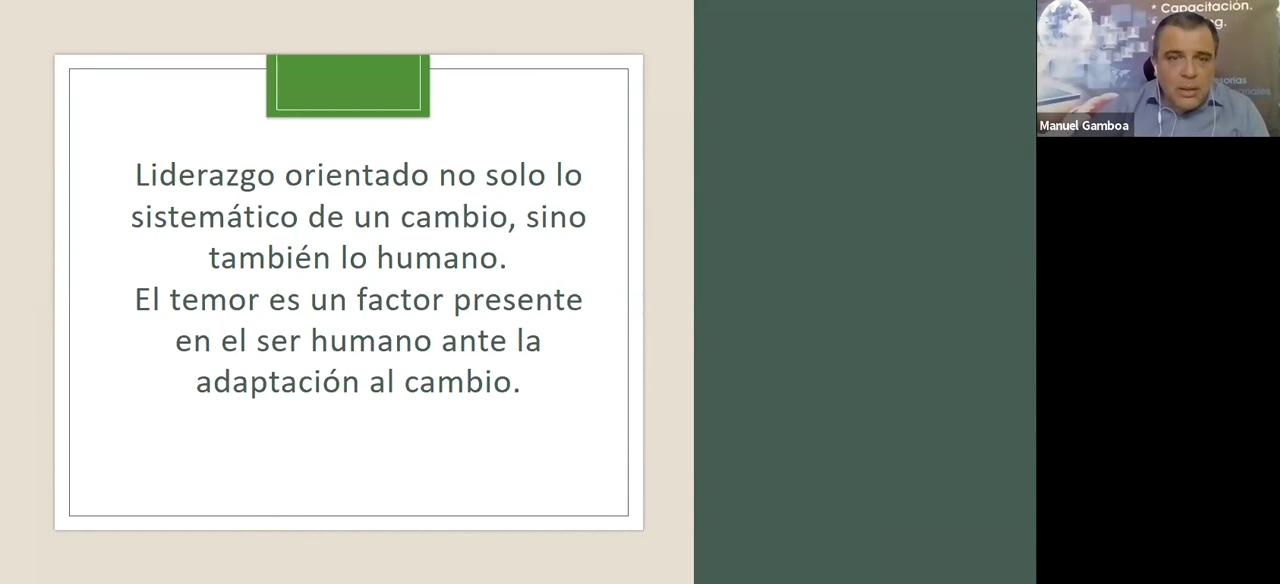 Liderazgo orientado no solo lo
sistemático de un cambio, sino
también lo humano.
El temor es un factor presente
en el ser humano ante la
adaptación al cambio.
* Capacitación.
Manuel Gamboa